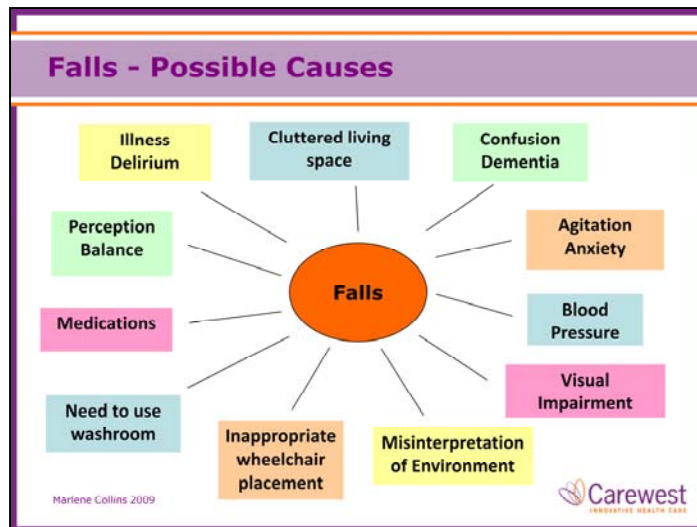 Falls - Possible Causes
Illness
Delirium
Cluttered living
space
Confusion
Dementia
Perception
Balance
Agitation
Anxiety
Falls
Medications
Blood
Pressure
Visual
Impairment
Need to use
washroom
Inappropriate
wheelchair
placement
Misinterpretation
of Environment
Marlene Collins 2009
Carewest
INNOVATIVE HEALTH CARE